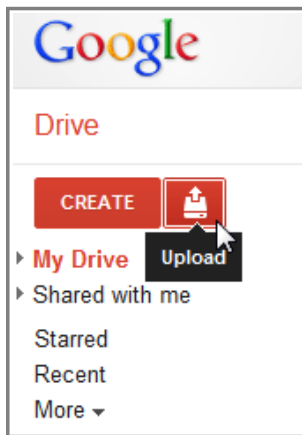 Google
Drive
CREATE
My Drive
Upload
Shared with me
Starred
Recent
More